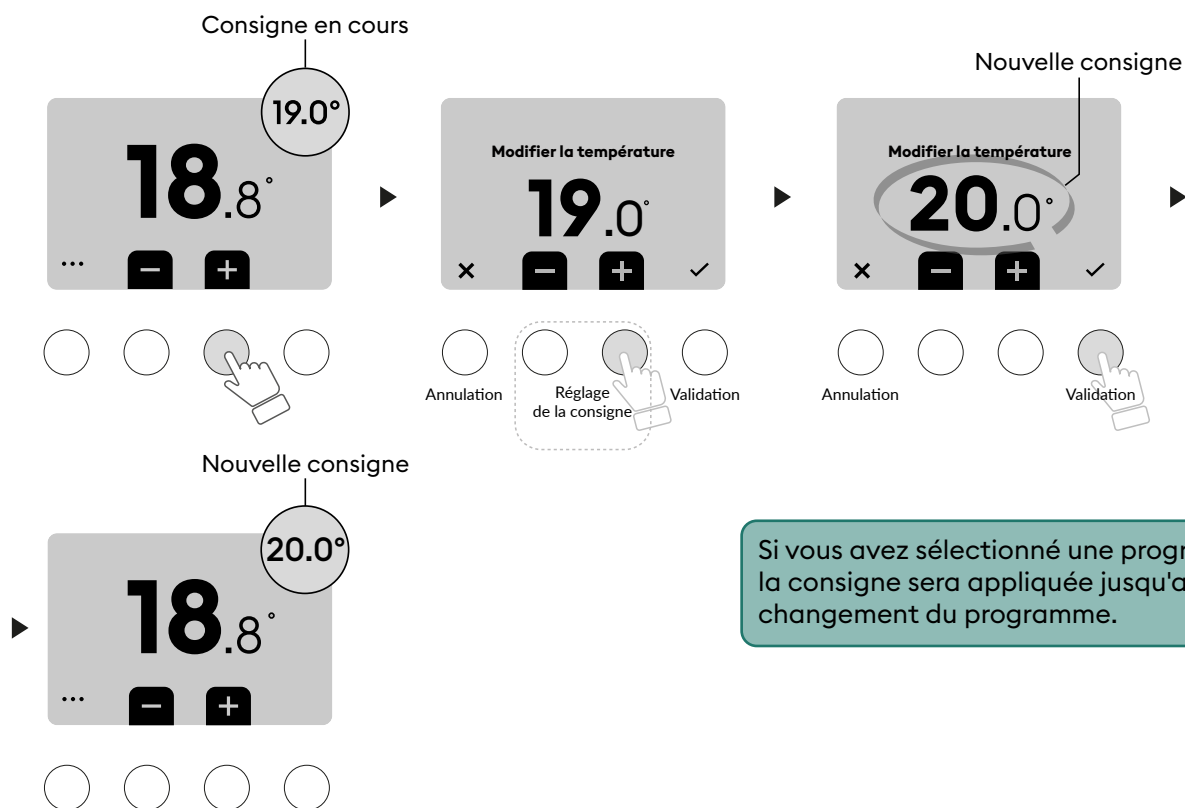 Consigne en cours
19.0°
18.8°
...
Modifier la température
19.0°
Annulation
Réglage
de la consigne
Validation
Nouvelle consigne
Modifier la température
20.0°
Annulation
Validation
Nouvelle consigne
20.0°
18.8°
...
Si vous avez sélectionné une
la consigne sera appliquée
changement du programme.